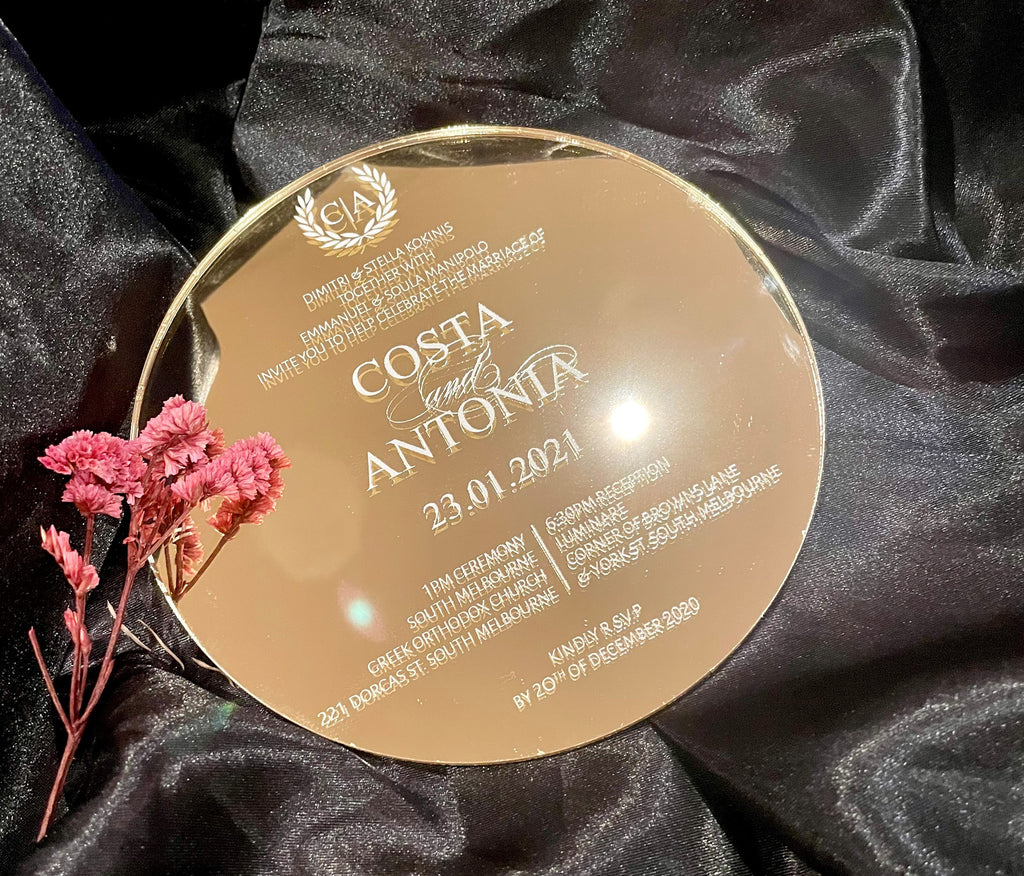 C|A
DIMITRI & STELLA KOKINIS
TOGETHER WITH
EMMANUEL & SOULA MANIPOLO
INVITE YOU TO HELP CELEBRATE THE MARRIAGE OF
COSTA
and
ANTONIA
23.01.2021
1PM CEREMONY
SOUTH MELBOURNE
GREEK ORTHODOX CHURCH
221 DORCAS ST. SOUTH MELBOURNE
6:30PM RECEPTION
LUMINARE
CORNER OF BROWNS LANE
& YORK ST. SOUTH MELBOURNE
KINDLY R.S.V.P
BY 20TH OF DECEMBER 2020